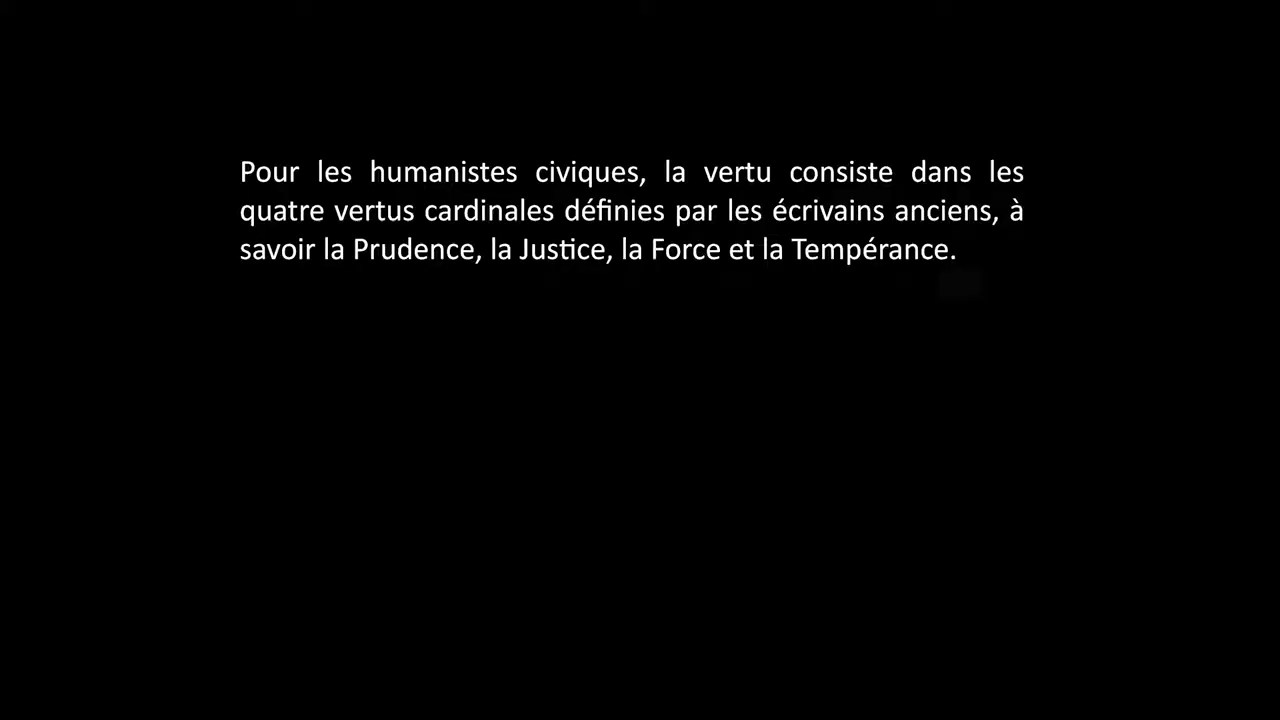 Pour les humanistes civiques, la vertu consiste dans les
quatre vertus cardinales définies par les écrivains anciens, à
savoir la Prudence, la Justice, la Force et la Tempérance.